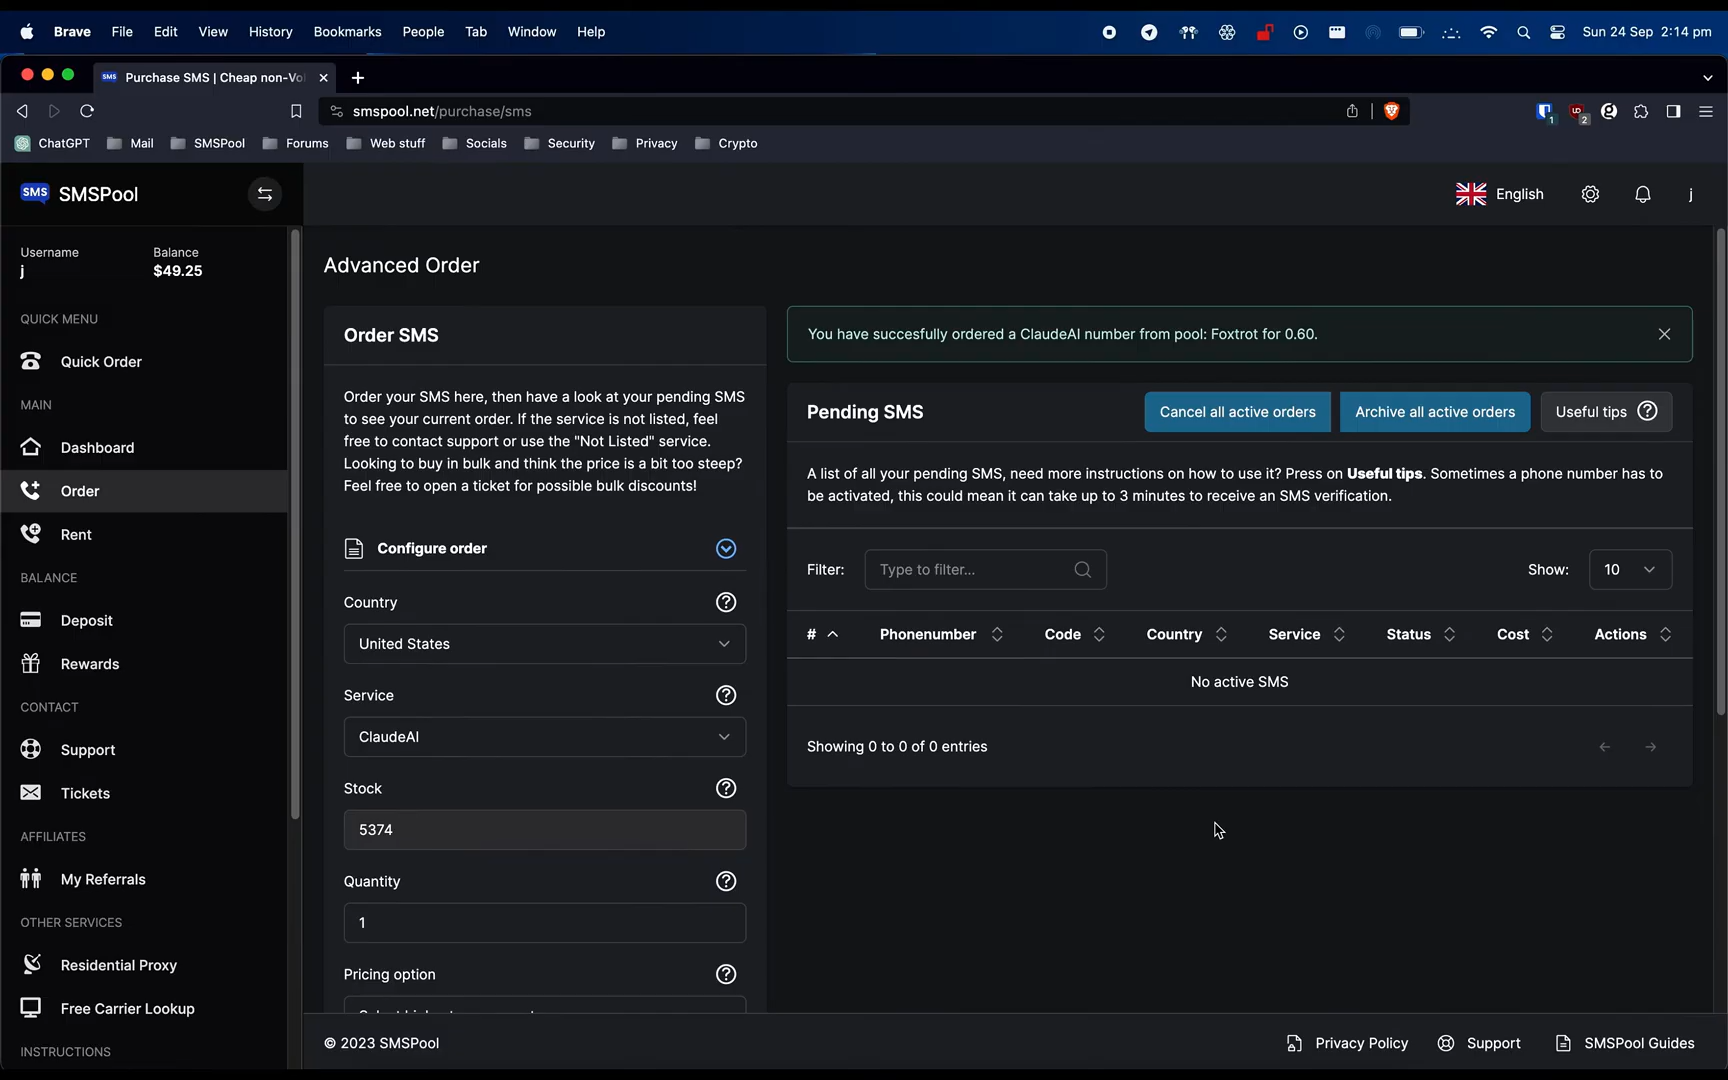 Brave File Edit View History Bookmarks People Tab Window Help Sun 24 Sep 2:14 pm
SMS Purchase SMS | Cheap non-Vo
smspool.net/purchase/sms 1 2
ChatGPT Mail SMSPool Forums Web stuff Socials Security Privacy Crypto
SMS SMSPool English j
Username Balance
j $49.25
QUICK MENU
Quick Order
MAIN
Dashboard
Order
Rent
BALANCE
Deposit
Rewards
CONTACT
Support
Tickets
AFFILIATES
My Referrals
OTHER SERVICES
Residential Proxy
Free Carrier Lookup
INSTRUCTIONS
Advanced Order
Order SMS
Order your SMS here, then have a look at your pending SMS
to see your current order. If the service is not listed, feel
free to contact support or use the "Not Listed" service.
Looking to buy in bulk and think the price is a bit too steep?
Feel free to open a ticket for possible bulk discounts!
Configure order
Country
United States
Service
ClaudeAI
Stock
5374
Quantity
1
Pricing option
You have succesfully ordered a ClaudeAI number from pool: Foxtrot for 0.60.
Pending SMS Cancel all active orders Archive all active orders Useful tips
A list of all your pending SMS, need more instructions on how to use it? Press on Useful tips. Sometimes a phone number has to
be activated, this could mean it can take up to 3 minutes to receive an SMS verification.
Filter: Type to filter... Show: 10
# Phonenumber Code Country Service Status Cost Actions
No active SMS
Showing 0 to 0 of 0 entries
© 2023 SMSPool Privacy Policy Support SMSPool Guides